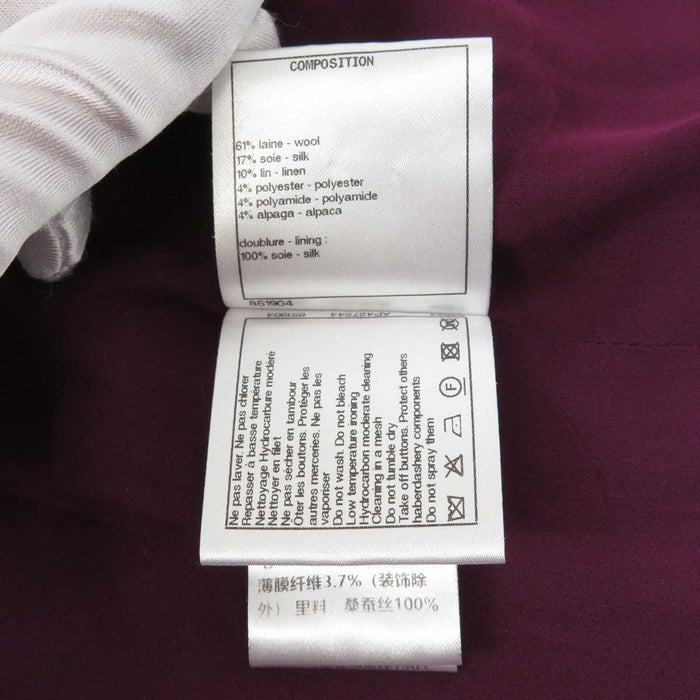 COMPOSITION
61% laine - wool
17% soie - silk
10% lin - linen
4% polyester - polyester
4% polyamide - polyamide
4% alpaga - alpaca
doublure - lining :
100% soie - silk
851904
851904 AP427544
Ne pas laver. Ne pas chlorer
Repasser à basse température
Nettoyage Hydrocarbure modéré
Nettoyer en filet
Ne pas sécher en tambour
Ôter les boutons. Protéger les
autres merceries. Ne pas les
vaporiser
Do not wash. Do not bleach
Low temperature ironing
Hydrocarbon moderate cleaning
Cleaning in a mesh
Do not tumble dry
Take off buttons. Protect others
haberdashery components
Do not spray them
F
薄膜纤维3.7%（装饰除
外） 里料：桑蚕丝100%